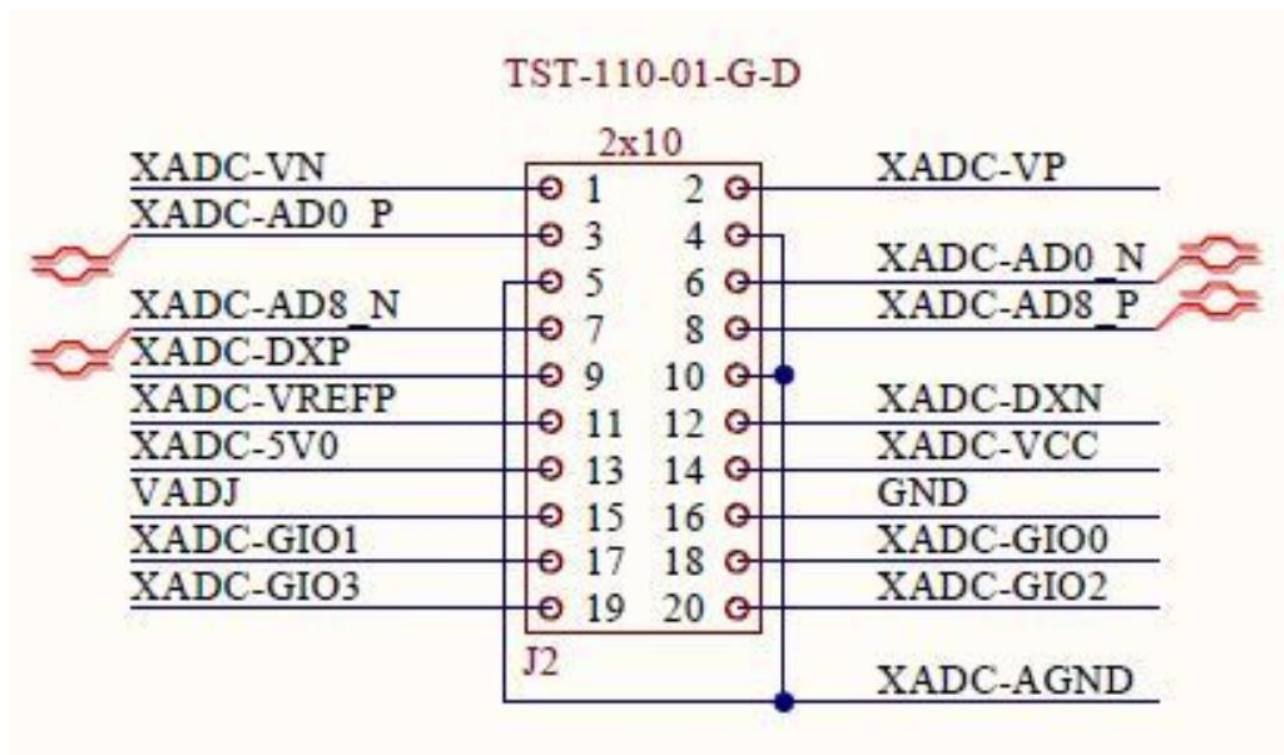 TST-110-01-G-D
2x10
XADC-VN 1 2 XADC-VP
XADC-AD0_P 3 4
5 6 XADC-AD0_N
XADC-AD8_N 7 8 XADC-AD8_P
XADC-DXP 9 10
XADC-VREFP 11 12 XADC-DXN
XADC-5V0 13 14 XADC-VCC
VADJ 15 16 GND
XADC-GIO1 17 18 XADC-GIO0
XADC-GIO3 19 20 XADC-GIO2
J2
XADC-AGND